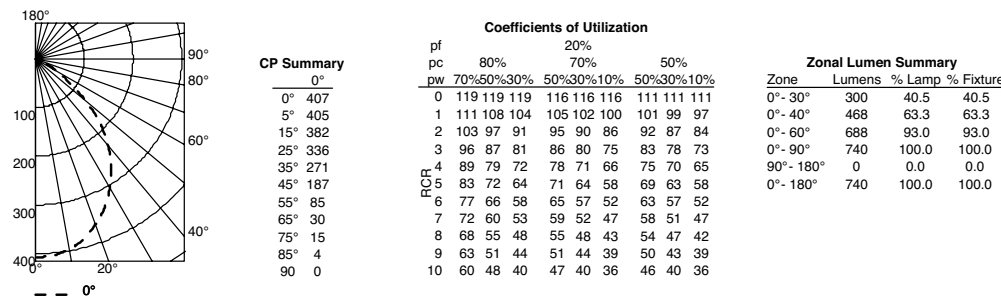 180°
90°
80°
60°
40°
20°
0°
100
200
300
400
0°
CP Summary
0°
0° 407
5° 405
15° 382
25° 336
35° 271
45° 187
55° 85
65° 30
75° 15
85° 4
90 0
Coefficients of Utilization
pf 20%
pc 80% 70% 50%
pw 70%50%30% 50%30%10% 50%30%10%
RCR
0 119 119 119 116 116 116 111 111 111
1 111 108 104 105 102 100 101 99 97
2 103 97 91 95 90 86 92 87 84
3 96 87 81 86 80 75 83 78 73
4 89 79 72 78 71 66 75 70 65
5 83 72 64 71 64 58 69 63 58
6 77 66 58 65 57 52 63 57 52
7 72 60 53 59 52 47 58 51 47
8 68 55 48 55 48 43 54 47 42
9 63 51 44 51 44 39 50 43 39
10 60 48 40 47 40 36 46 40 36
Zonal Lumen Summary
Zone Lumens % Lamp % Fixture
0°- 30° 300 40.5 40.5
0°- 40° 468 63.3 63.3
0°- 60° 688 93.0 93.0
0°- 90° 740 100.0 100.0
90°- 180° 0 0.0 0.0
0°- 180° 740 100.0 100.0